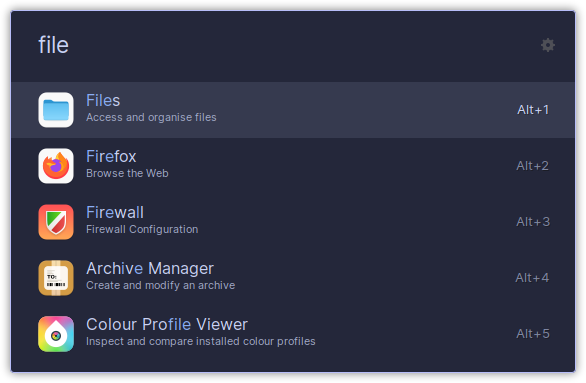 file
Files
Access and organise files
Alt+1
Firefox
Browse the Web
Alt+2
Firewall
Firewall Configuration
Alt+3
TO:
Archive Manager
Create and modify an archive
Alt+4
Colour Profile Viewer
Inspect and compare installed colour profiles
Alt+5